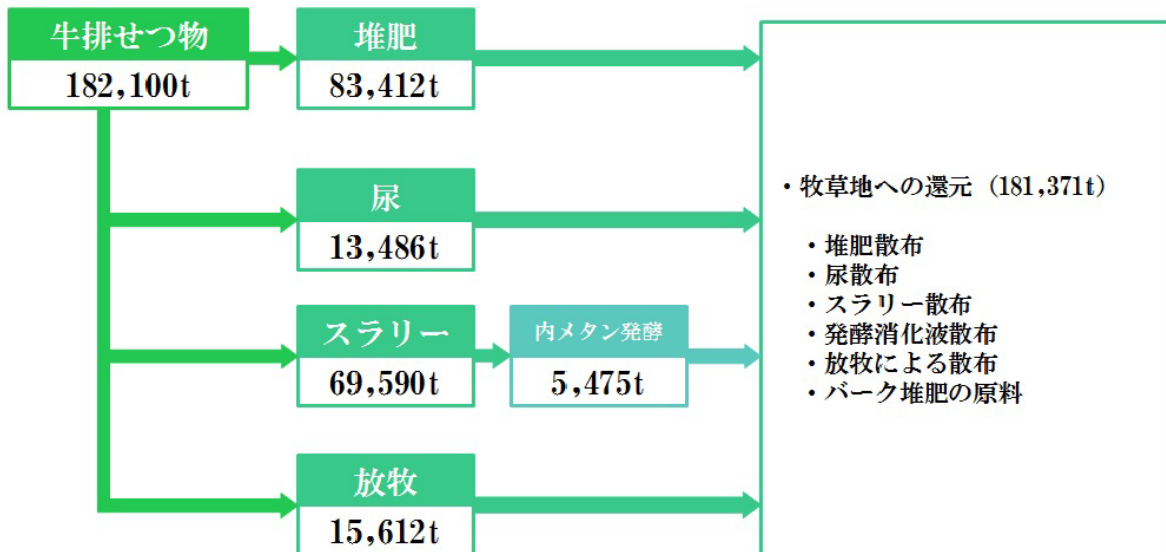 牛排せつ物
182,100t
堆肥
83,412t
尿
13,486t
スラリー
69,590t
内メタン発酵
5,475t
放牧
15,612t
・牧草地への還元（181,371t）
・堆肥散布
・尿散布
・スラリー散布
・発酵消化液散布
・放牧による散布
・バーク堆肥の原料